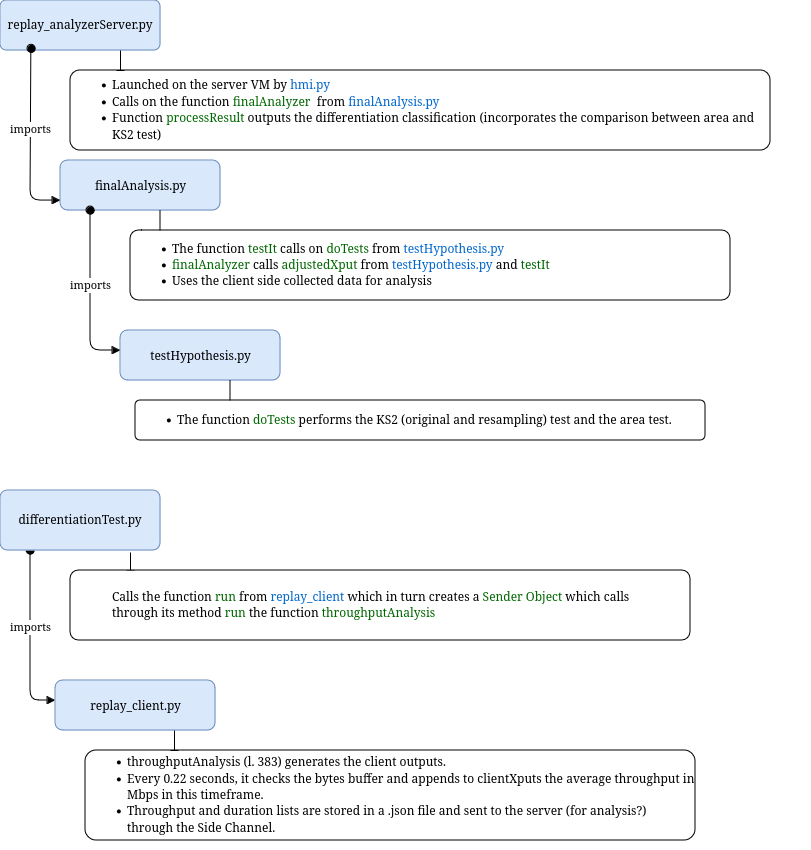 replay_analyzerServer.py
• Launched on the server VM by hmi.py
• Calls on the function finalAnalyzer from finalAnalysis.py
• Function processResult outputs the differentiation classification (incorporates the comparison between area and
KS2 test)
imports
finalAnalysis.py
• The function testIt calls on doTests from testHypothesis.py
• finalAnalyzer calls adjustedXput from testHypothesis.py and testIt
• Uses the client side collected data for analysis
imports
testHypothesis.py
• The function doTests performs the KS2 (original and resampling) test and the area test.
differentiationTest.py
Calls the function run from replay_client which in turn creates a Sender Object which calls
through its method run the function throughputAnalysis
imports
replay_client.py
• throughputAnalysis (l. 383) generates the client outputs.
• Every 0.22 seconds, it checks the bytes buffer and appends to clientXputs the average throughput in
Mbps in this timeframe.
• Throughput and duration lists are stored in a .json file and sent to the server (for analysis?)
through the Side Channel.